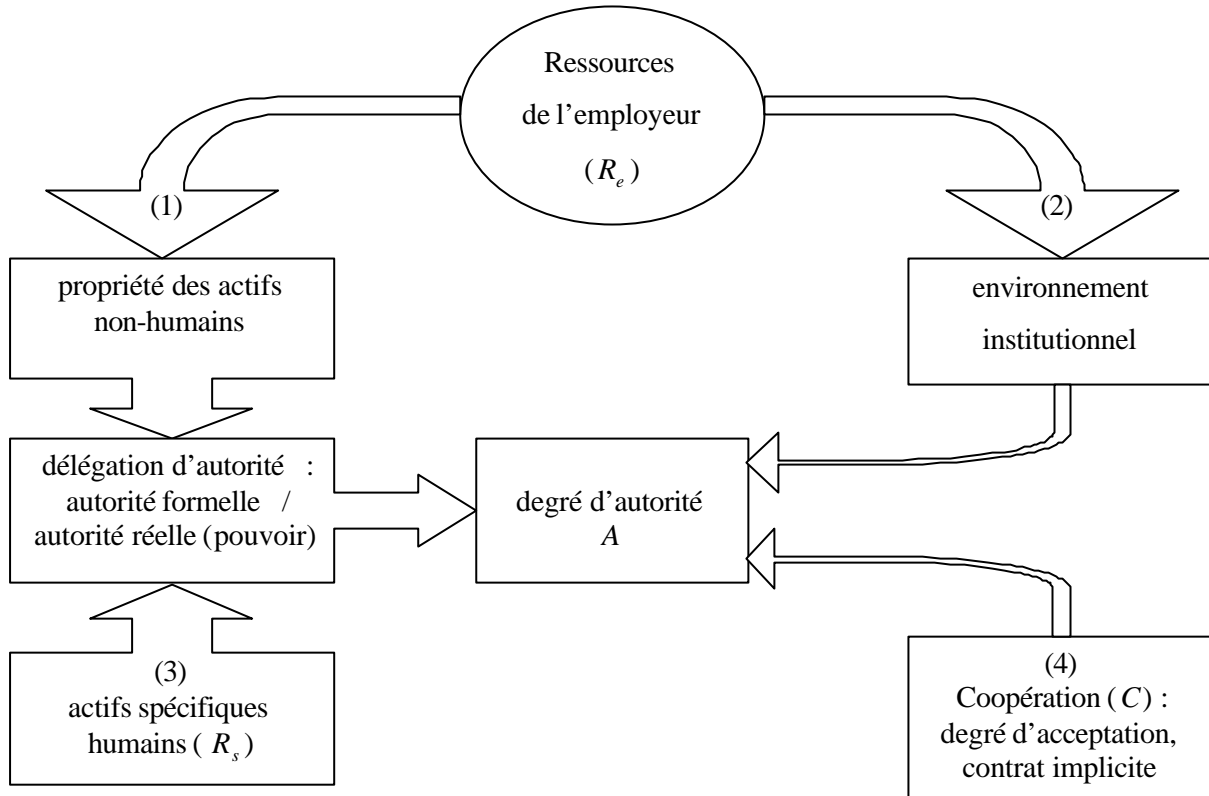 Ressources
de l’employeur
( R_e )
(1)
(2)
propriété des actifs
non-humains
environnement
institutionnel
délégation d’autorité :
autorité formelle /
autorité réelle (pouvoir)
degré d’autorité
A
(3)
actifs spécifiques
humains ( R_s )
(4)
Coopération ( C ) :
degré d’acceptation,
contrat implicite